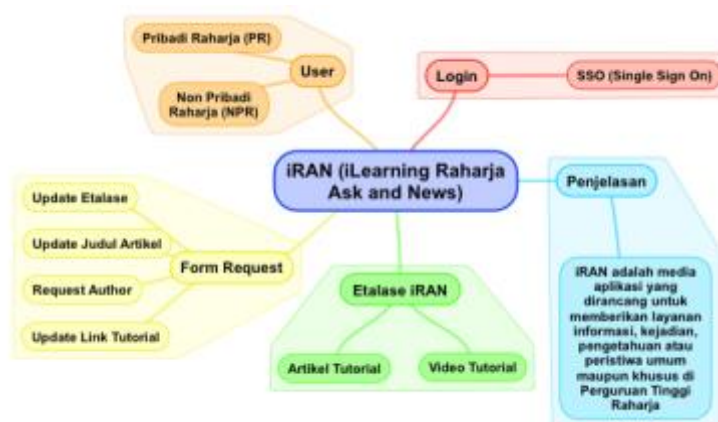 Pribadi Raharja (PR)
User
Non Pribadi
Raharja (NPR)
Login
SSO (Single Sign On)
iRAN (iLearning Raharja
Ask and News)
Update Etalase
Update Judul Artikel
Form Request
Request Author
Update Link Tutorial
Etalase iRAN
Artikel Tutorial
Video Tutorial
Penjelasan
iRAN adalah media
aplikasi yang
dirancang untuk
memberikan layanan
informasi, kejadian,
pengetahuan atau
peristiwa umum
maupun khusus di
Perguruan Tinggi
Raharja